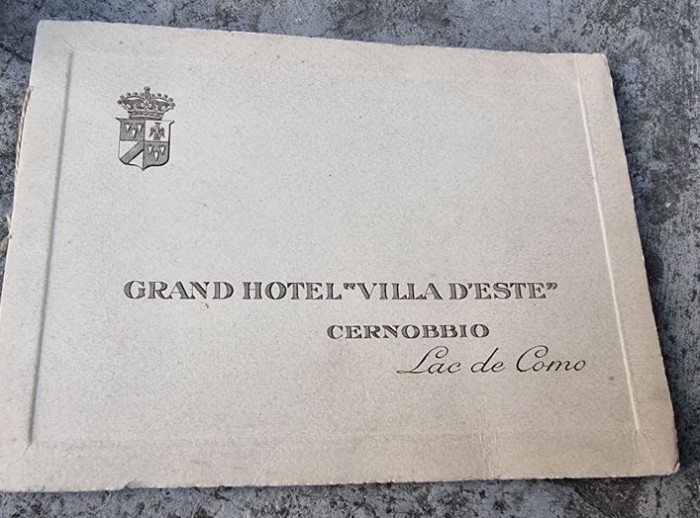 GRAND HOTEL "VILLA D'ESTE"
CERNOBBIO
Lac de Como